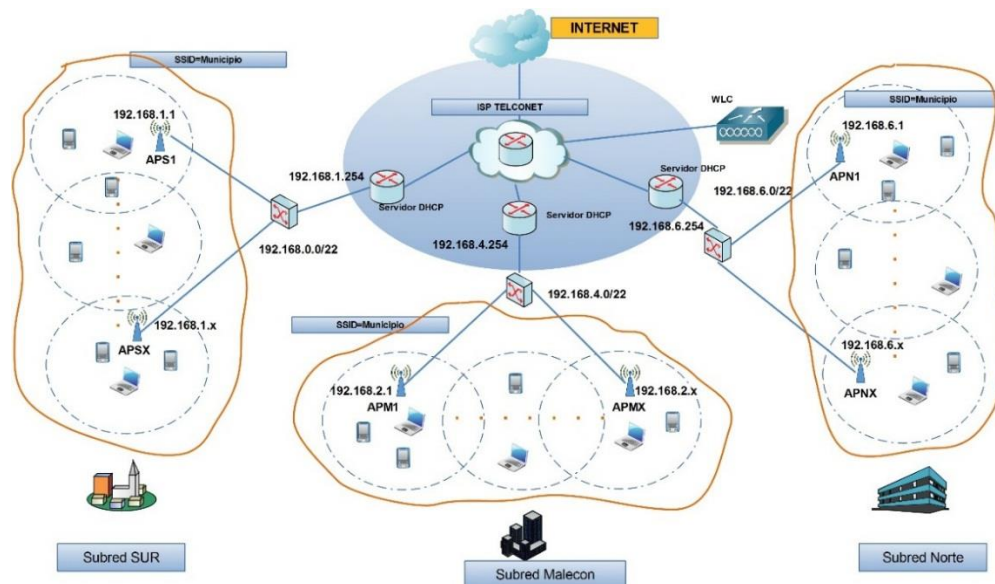 INTERNET
SSID=Municipio
ISP TELCONET
WLC
SSID=Municipio
192.168.1.1
APS1
192.168.1.254
Servidor DHCP
192.168.0.0/22
192.168.1.x
APSX
Servidor DHCP
192.168.4.254
192.168.4.0/22
Servidor DHCP
192.168.6.0/22
192.168.6.254
192.168.6.1
APN1
192.168.6.x
APNX
SSID=Municipio
192.168.2.1
APM1
192.168.2.x
APMX
Subred SUR
Subred Malecon
Subred Norte